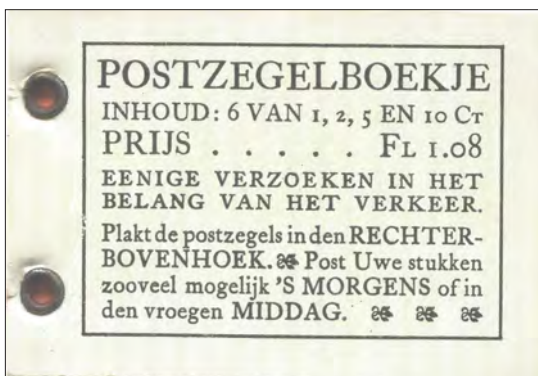 POSTZEGELBOEKJE
INHOUD: 6 VAN 1, 2, 5 EN 10 CT
PRIJS . . . . . FL 1.08
EENIGE VERZOEKEN IN HET
BELANG VAN HET VERKEER.
Plakt de postzegels in den RECHTER-
BOVENHOEK. Post Uwe stukken
zooveel mogelijk 'S MORGENS of in
den vroegen MIDDAG.